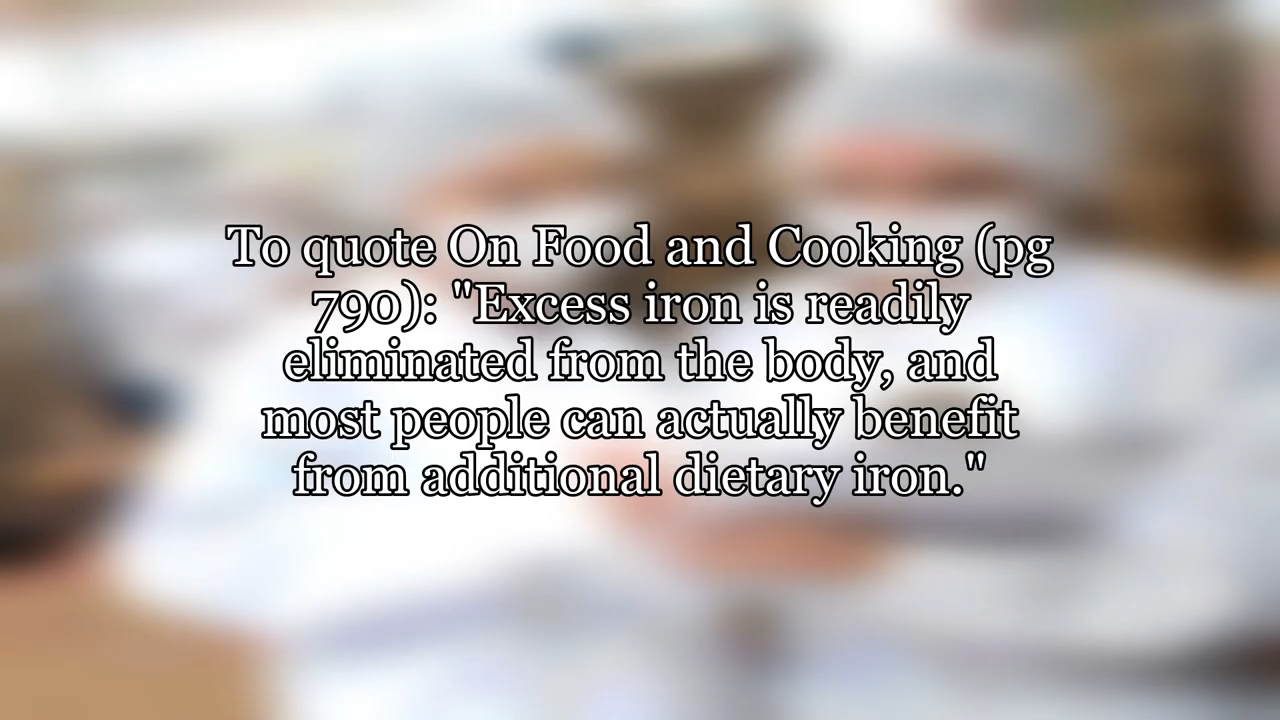 To quote On Food and Cooking (pg
790): "Excess iron is readily
eliminated from the body, and
most people can actually benefit
from additional dietary iron."